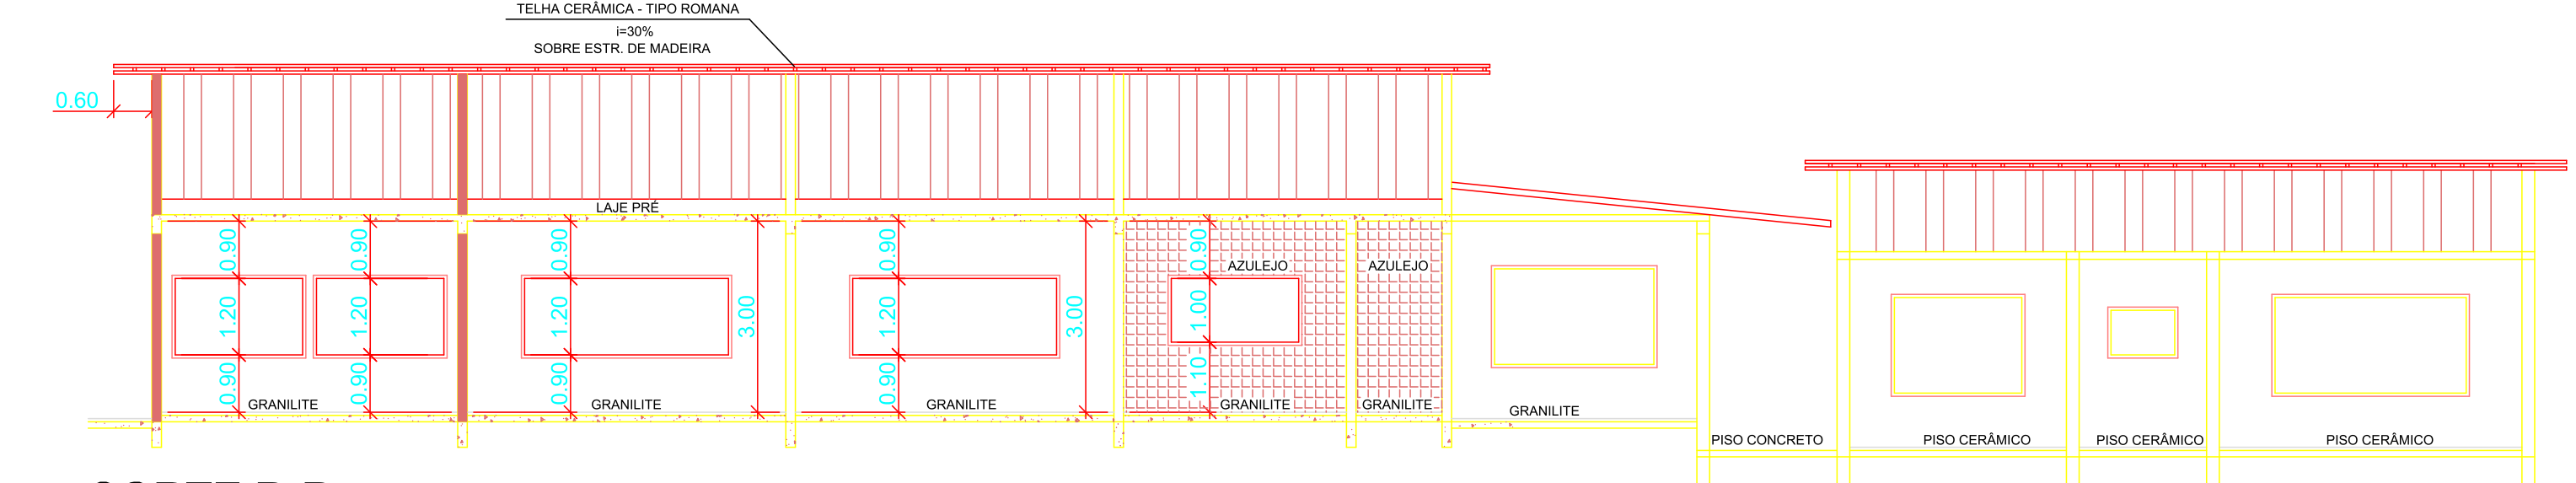 TELHA CERÂMICA - TIPO ROMANA
i=30%
SOBRE ESTR. DE MADEIRA
0.60
LAJE PRÉ
0.90
0.90
0.90
0.90
0.90
AZULEJO
AZULEJO
1.20
1.20
1.20
3.00
1.20
3.00
1.00
0.90
0.90
0.90
0.90
1.10
GRANILITE
GRANILITE
GRANILITE
GRANILITE
GRANILITE
GRANILITE
PISO CONCRETO
PISO CERÂMICO
PISO CERÂMICO
PISO CERÂMICO